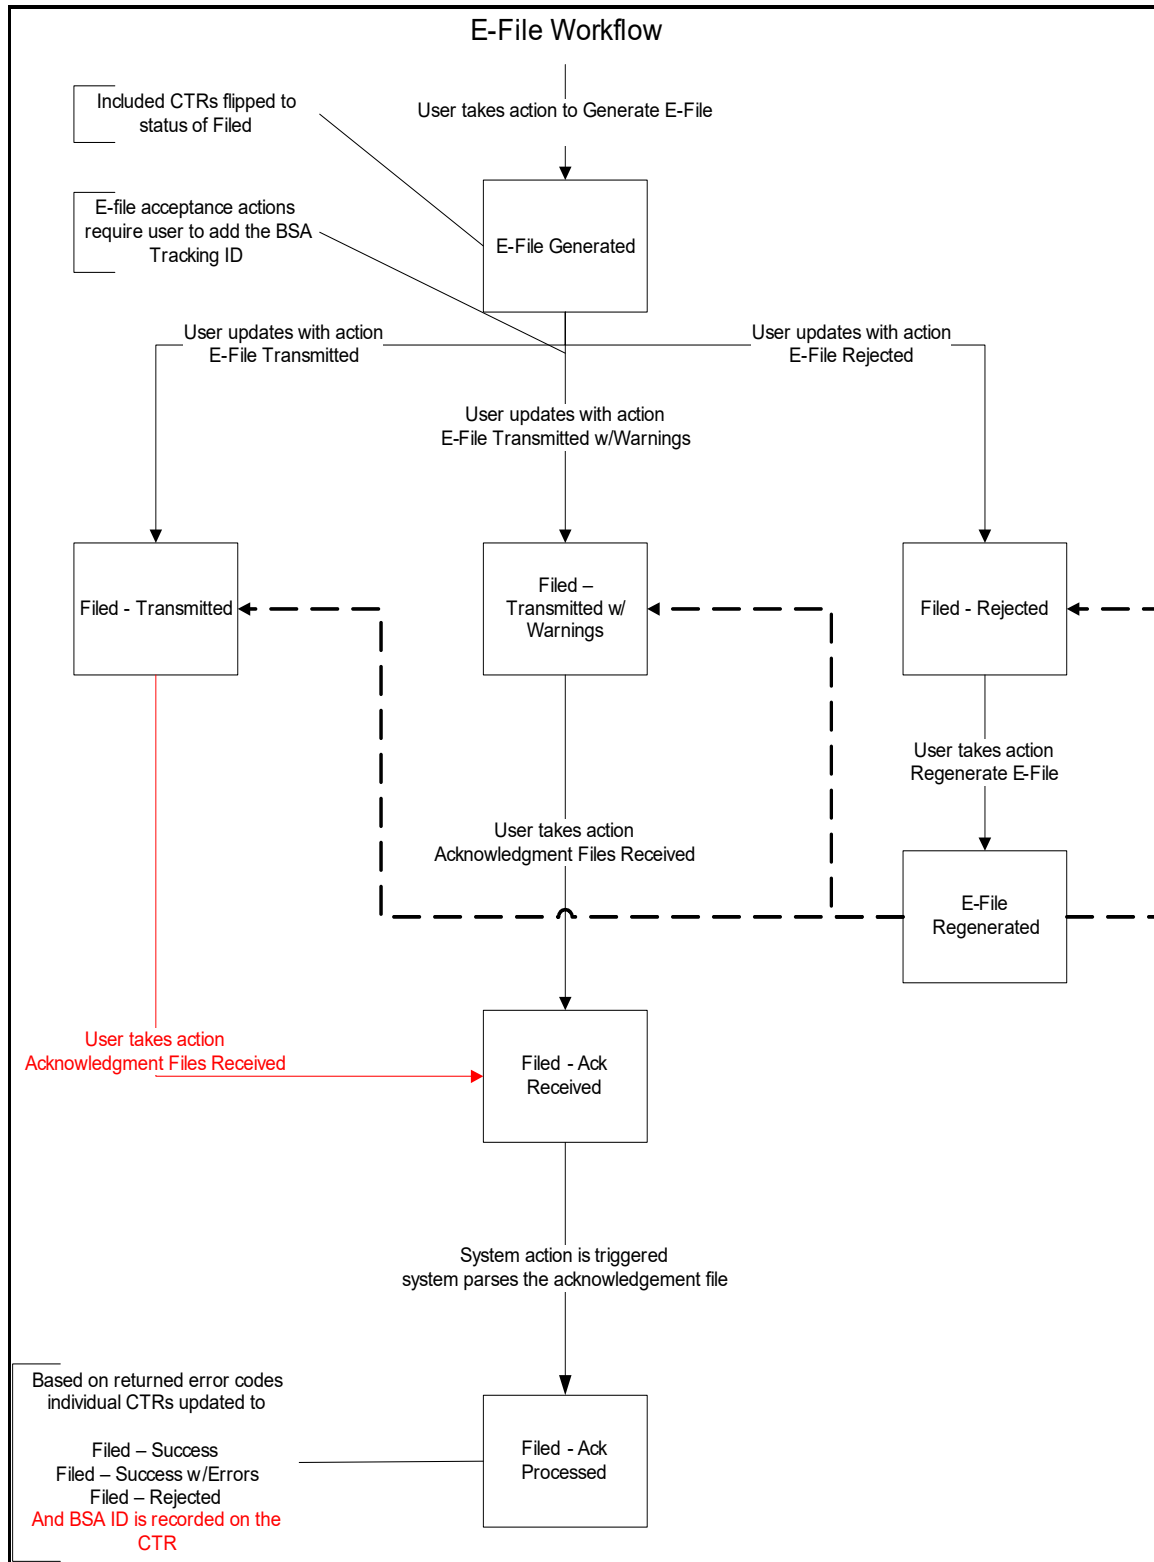 E-File Workflow
Included CTRs flipped to
status of Filed
User takes action to Generate E-File
E-file acceptance actions
require user to add the BSA
Tracking ID
E-File Generated
User updates with action
E-File Transmitted
User updates with action
E-File Rejected
User updates with action
E-File Transmitted w/Warnings
Filed - Transmitted
Filed –
Transmitted w/
Warnings
Filed - Rejected
User takes action
Regenerate E-File
User takes action
Acknowledgment Files Received
E-File
Regenerated
User takes action
Acknowledgment Files Received
Filed - Ack
Received
System action is triggered
system parses the acknowledgement file
Based on returned error codes
individual CTRs updated to
Filed – Success
Filed – Success w/Errors
Filed – Rejected
And BSA ID is recorded on the
CTR
Filed - Ack
Processed